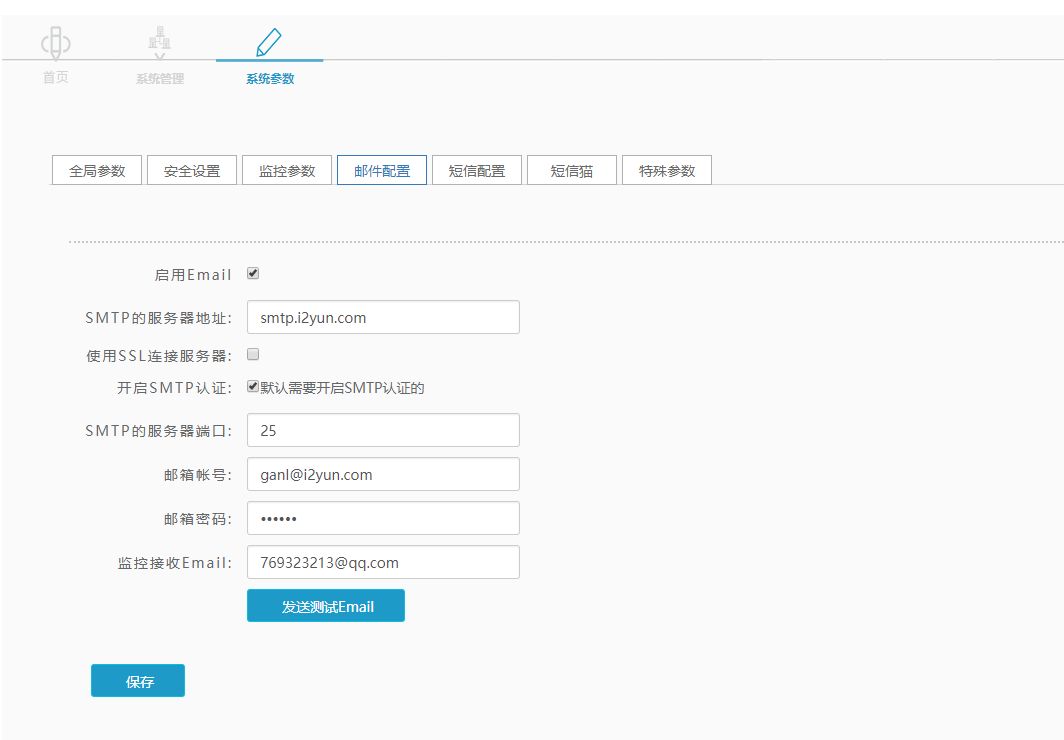 首页
系统管理
系统参数
全局参数 安全设置 监控参数 邮件配置 短信配置 短信猫 特殊参数
启用Email
SMTP的服务器地址: smtp.i2yun.com
使用SSL连接服务器:
开启SMTP认证: 默认需要开启SMTP认证的
SMTP的服务器端口: 25
邮箱帐号: ganl@i2yun.com
邮箱密码: ••••••
监控接收Email: 769323213@qq.com
发送测试Email
保存